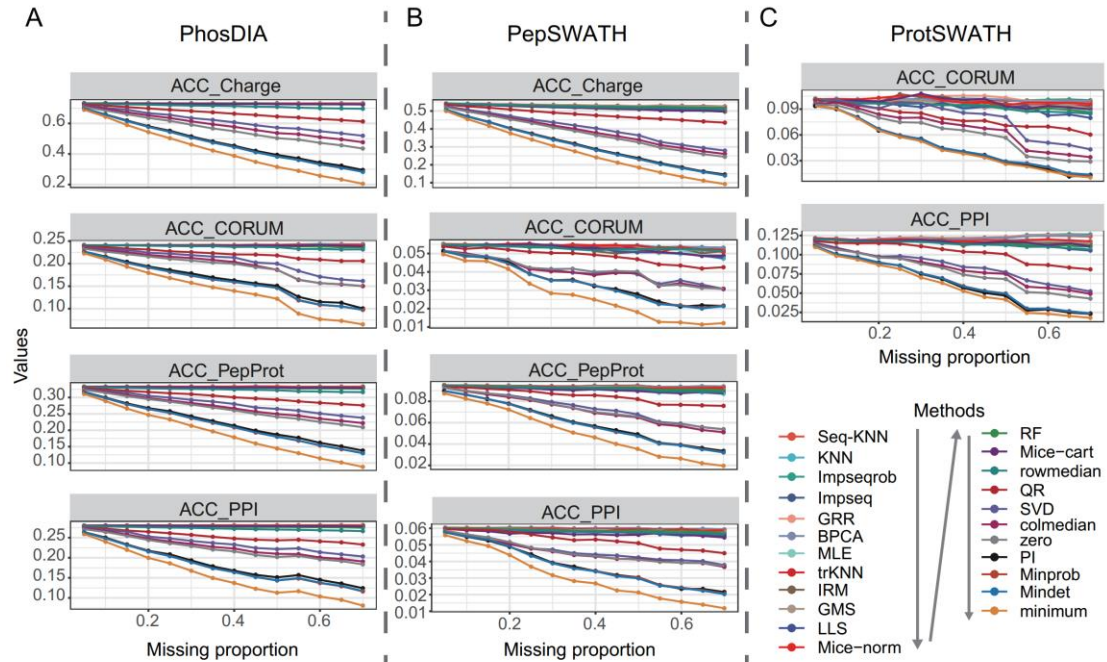 A
PhosDIA
ACC_Charge
0.6
0.4
0.2
ACC_CORUM
0.25
0.20
0.15
0.10
ACC_PepProt
0.30
0.25
0.20
0.15
0.10
ACC_PPI
0.25
0.20
0.15
0.10
0.2
0.4
0.6
Missing proportion
Values
B
PepSWATH
ACC_Charge
0.5
0.4
0.3
0.2
0.1
ACC_CORUM
0.05
0.04
0.03
0.02
0.01
ACC_PepProt
0.08
0.06
0.04
0.02
ACC_PPI
0.06
0.05
0.04
0.03
0.02
0.01
0.2
0.4
0.6
Missing proportion
C
ProtSWATH
ACC_CORUM
0.09
0.06
0.03
ACC_PPI
0.125
0.100
0.075
0.050
0.025
0.2
0.4
0.6
Missing proportion
Methods
Seq-KNN
KNN
Impseqrob
Impseq
GRR
BPCA
MLE
trKNN
IRM
GMS
LLS
Mice-norm
RF
Mice-cart
rowmedian
QR
SVD
colmedian
zero
PI
Minprob
Mindet
minimum